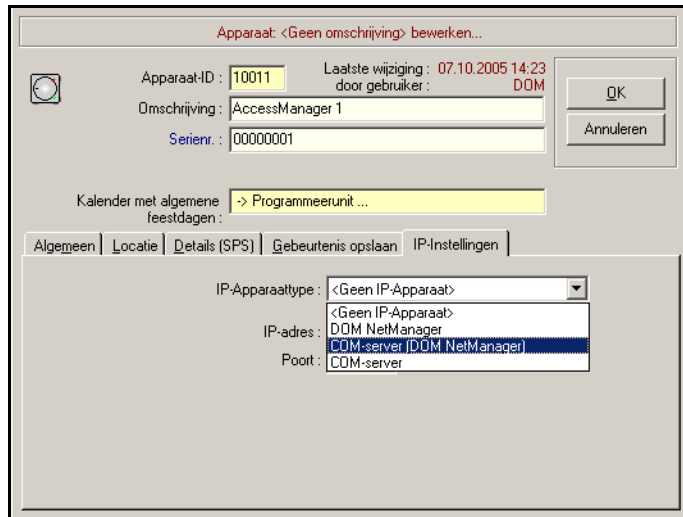 Apparaat: <Geen omschrijving> bewerken...
Apparaat-ID : 10011 Laatste wijziging : 07.10.2005 14:23
door gebruiker : DOM
OK
Omschrijving : AccessManager 1
Annuleren
Serienr. : 00000001
Kalender met algemene feestdagen : -> Programmeerunit ...
Algemeen Locatie Details (SPS) Gebeurtenis opslaan IP-Instellingen
IP-Apparaattype : <Geen IP-Apparaat>
<Geen IP-Apparaat>
IP-adres : DOM NetManager
COM-server (DOM NetManager)
Poort : COM-server